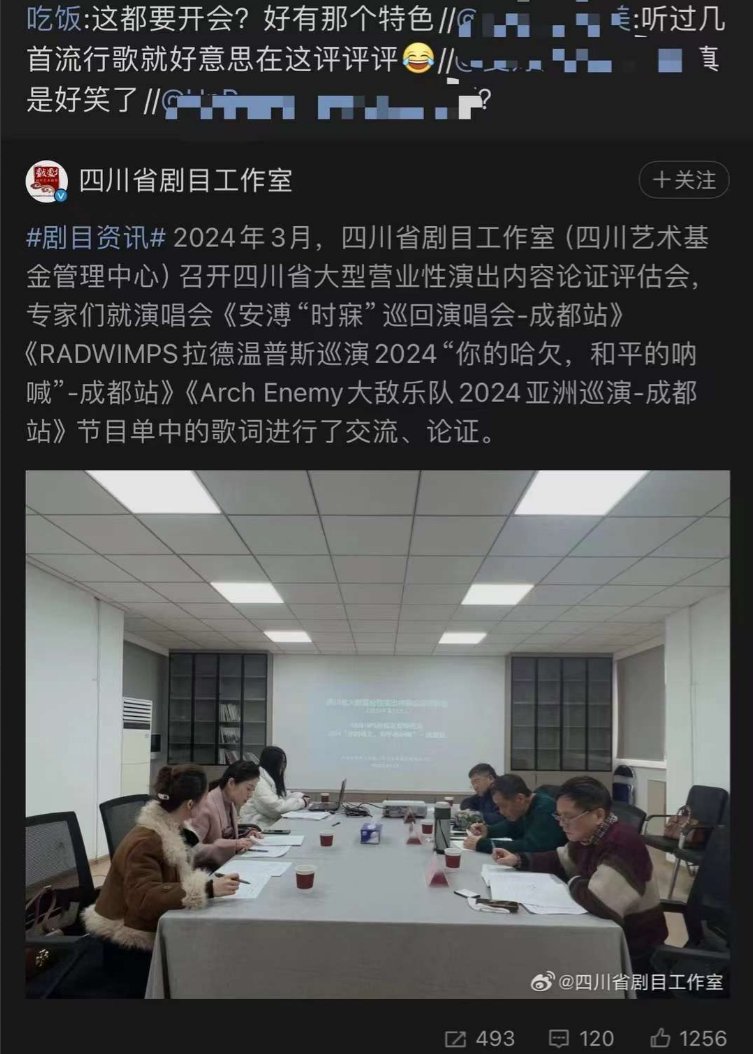 吃饭:这都要开会？好有那个特色//@:听过几
首流行歌就好意思在这评评评😂//@ 真
是好笑了//@?
四川省剧目工作室
+关注
#剧目资讯# 2024年3月，四川省剧目工作室（四川艺术基
金管理中心）召开四川省大型营业性演出内容论证评估会，
专家们就演唱会《安溥“时寐”巡回演唱会-成都站》
《RADWIMPS拉德温普斯巡演2024“你的哈欠，和平的呐
喊”-成都站》《Arch Enemy大敌乐队2024亚洲巡演-成都
站》节目单中的歌词进行了交流、论证。
@四川省剧目工作室
493 120 1256